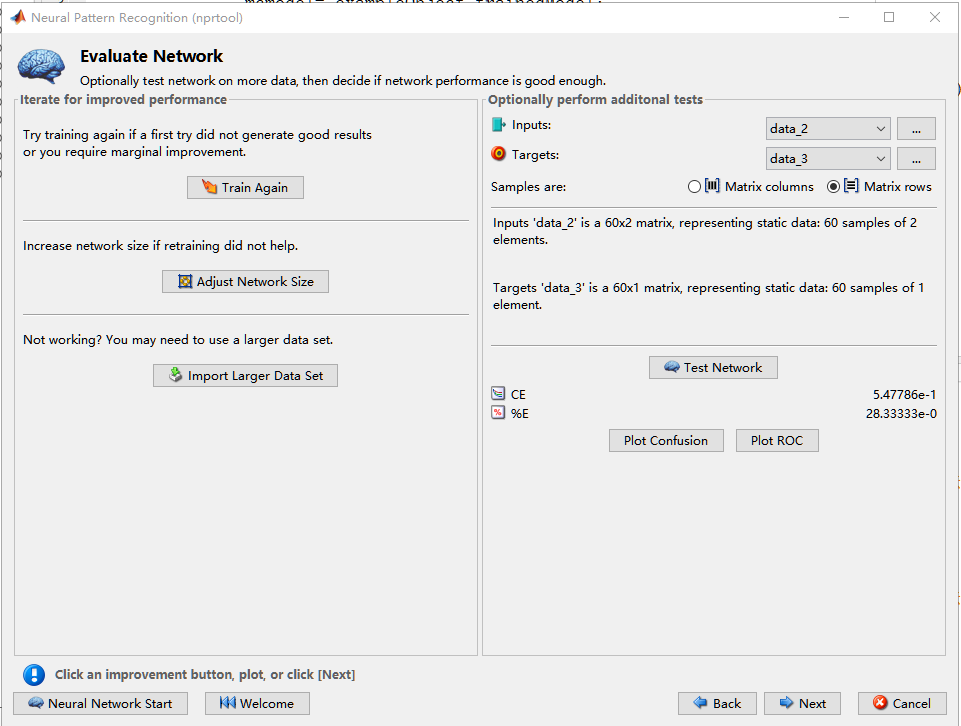 Neural Pattern Recognition (nprtool)
Evaluate Network
Optionally test network on more data, then decide if network performance is good enough.
Iterate for improved performance
Try training again if a first try did not generate good results
or you require marginal improvement.
Train Again
Increase network size if retraining did not help.
Adjust Network Size
Not working? You may need to use a larger data set.
Import Larger Data Set
Optionally perform additonal tests
Inputs:
data_2
...
Targets:
data_3
...
Samples are:
Matrix columns
Matrix rows
Inputs 'data_2' is a 60x2 matrix, representing static data: 60 samples of 2
elements.
Targets 'data_3' is a 60x1 matrix, representing static data: 60 samples of 1
element.
Test Network
CE
5.47786e-1
%E
28.33333e-0
Plot Confusion
Plot ROC
Click an improvement button, plot, or click [Next]
Neural Network Start
Welcome
Back
Next
Cancel